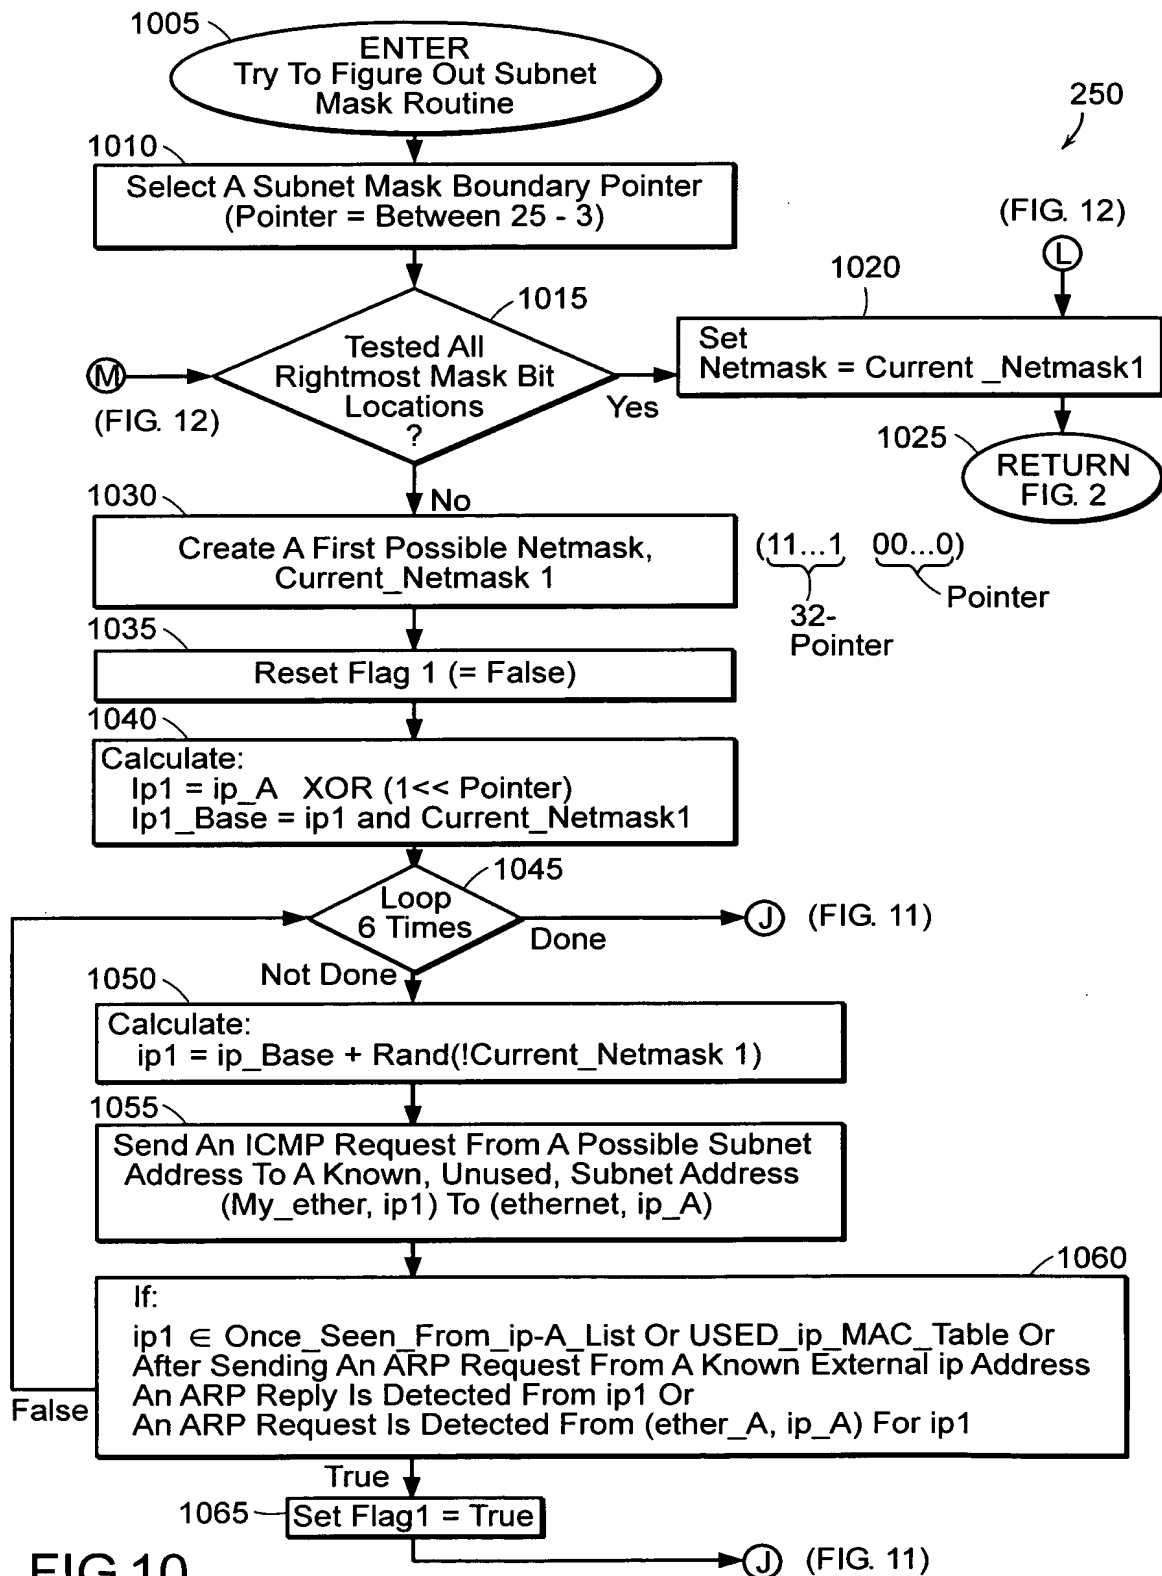 1005
ENTER
Try To Figure Out Subnet
Mask Routine
250
1010
Select A Subnet Mask Boundary Pointer
(Pointer = Between 25 - 3)
(FIG. 12)
L
1015
Tested All
Rightmost Mask Bit
Locations
?
M
(FIG. 12)
Yes
No
1020
Set
Netmask = Current _Netmask1
1025
RETURN
FIG. 2
1030
Create A First Possible Netmask,
Current_Netmask 1
(11...1 00...0)
32-
Pointer
Pointer
1035
Reset Flag 1 (= False)
1040
Calculate:
Ip1 = ip_A XOR (1<< Pointer)
Ip1_Base = ip1 and Current_Netmask1
1045
Loop
6 Times
Done
J (FIG. 11)
Not Done
1050
Calculate:
ip1 = ip_Base + Rand(!Current_Netmask 1)
1055
Send An ICMP Request From A Possible Subnet
Address To A Known, Unused, Subnet Address
(My_ether, ip1) To (ethernet, ip_A)
1060
If:
ip1 ∈ Once_Seen_From_ip-A_List Or USED_ip_MAC_Table Or
After Sending An ARP Request From A Known External ip Address
An ARP Reply Is Detected From ip1 Or
An ARP Request Is Detected From (ether_A, ip_A) For ip1
False
True
1065
Set Flag1 = True
J (FIG. 11)
FIG 10